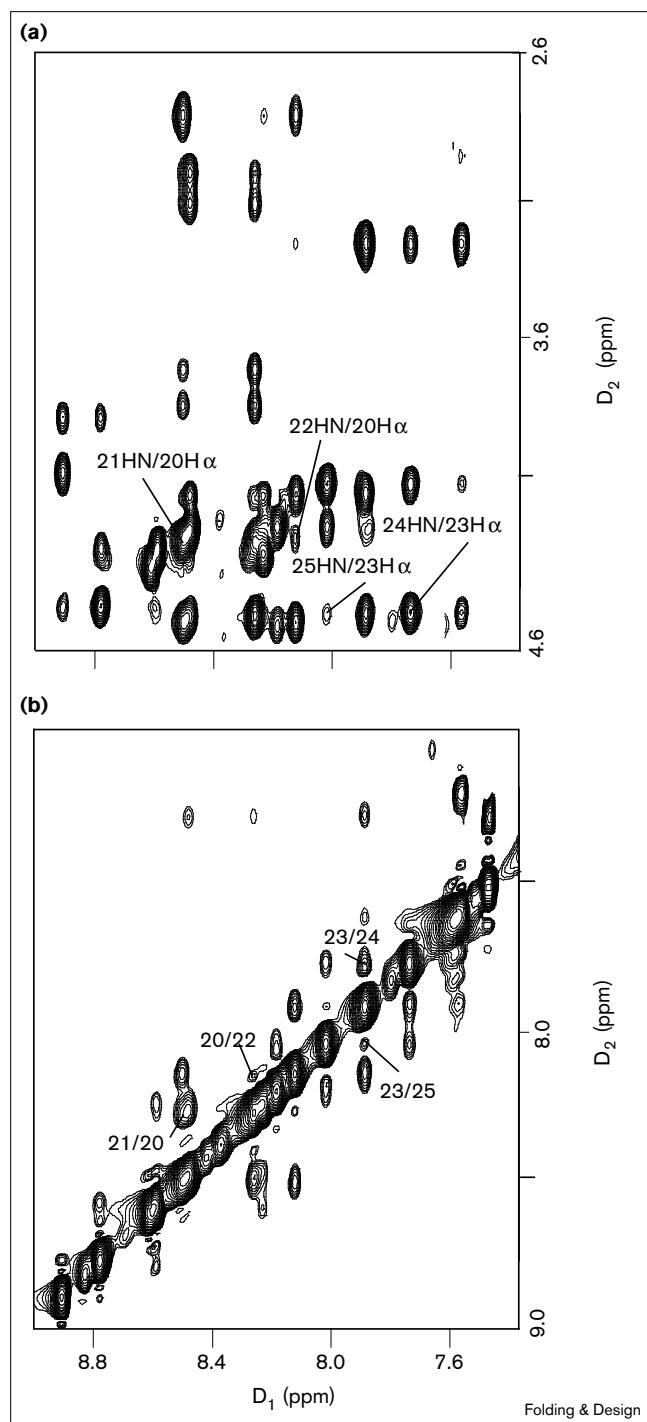 (a)
2.6
3.6
D2 (ppm)
22HN/20Hα
21HN/20Hα
24HN/23Hα
25HN/23Hα
4.6
(b)
23/24
20/22
8.0
D2 (ppm)
23/25
21/20
9.0
8.8 8.4 8.0 7.6
D1 (ppm)
Folding & Design